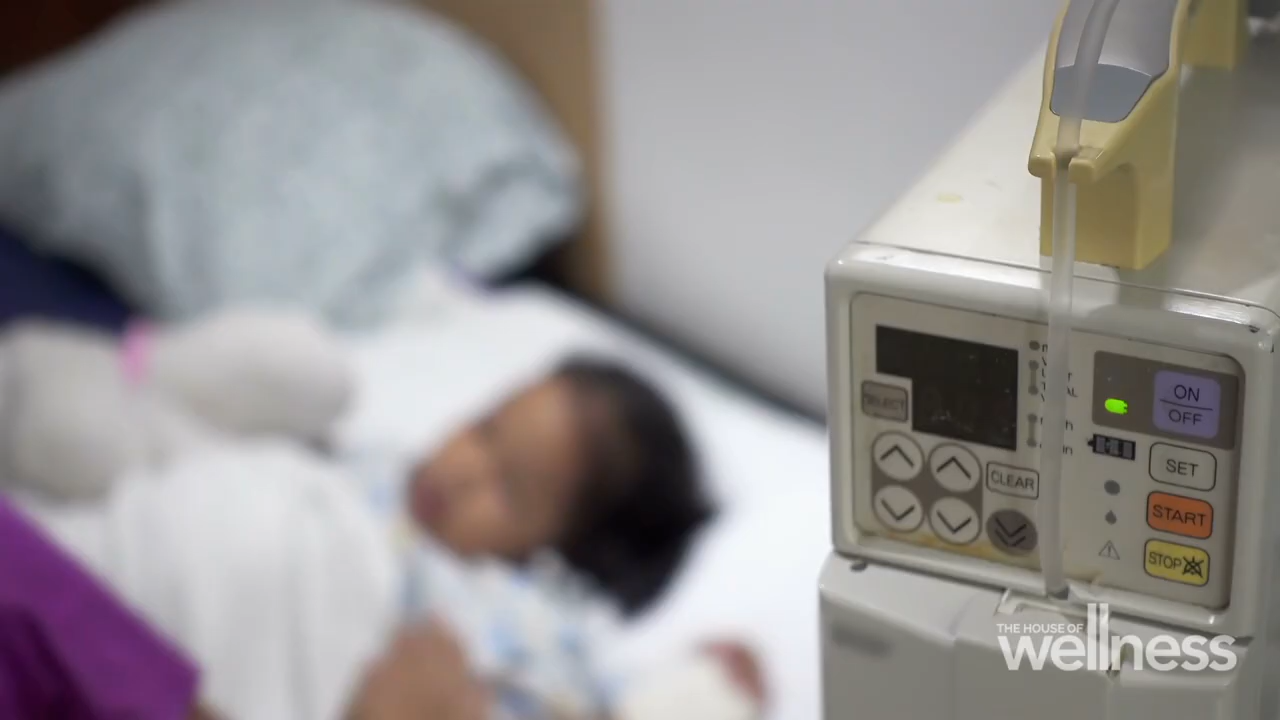 SELECT
CLEAR
ON
OFF
SET
START
STOP
THE HOUSE OF
wellness